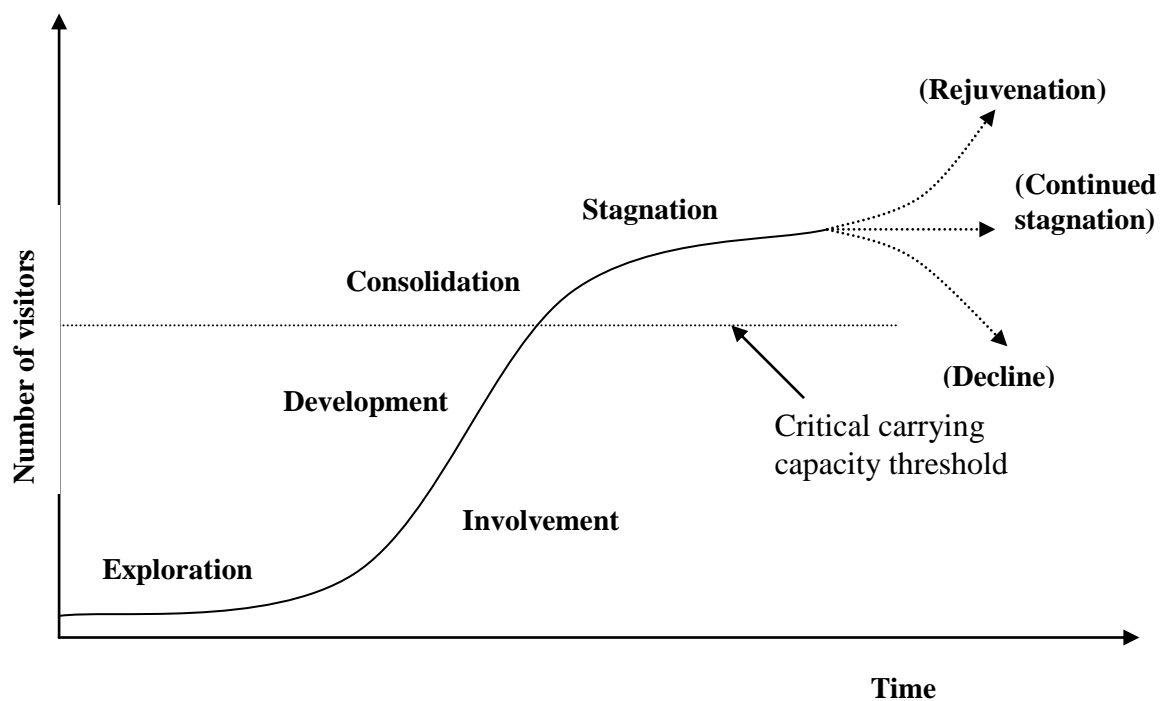 (Rejuvenation)
(Continued
stagnation)
Stagnation
Consolidation
Number of visitors
(Decline)
Development
Critical carrying
capacity threshold
Involvement
Exploration
Time